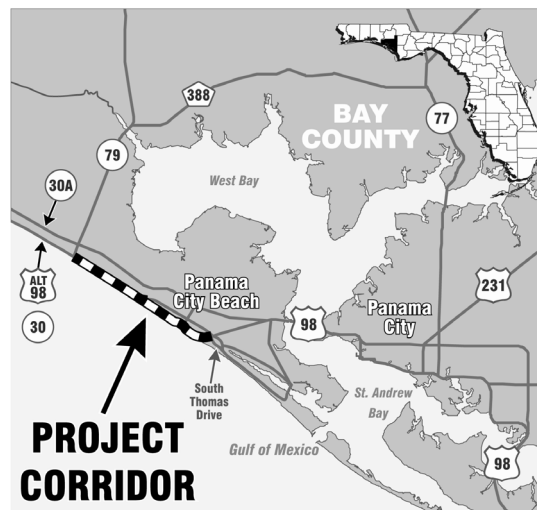 388
BAY
COUNTY
77
79
30A
West Bay
ALT
98
30
Panama
City Beach
231
98
Panama
City
South
Thomas
Drive
St. Andrew
Bay
PROJECT
CORRIDOR
Gulf of Mexico
98